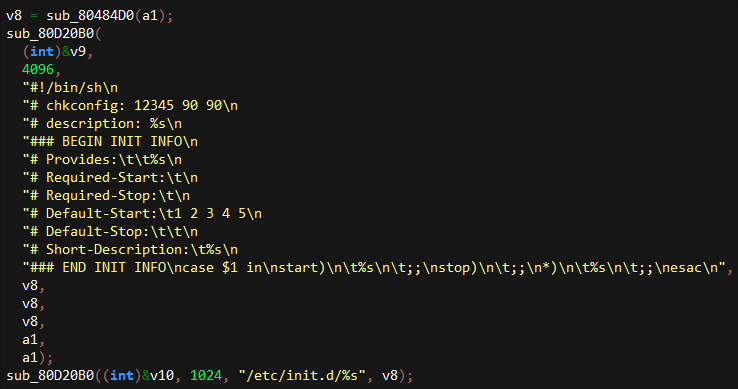 v8 = sub_80484D0(a1);
sub_80D20B0(
(int)&v9,
4096,
"#!/bin/sh\n
"# chkconfig: 12345 90 90\n
"# description: %s\n
"### BEGIN INIT INFO\n
"# Provides:\t\t%s\n
"# Required-Start:\t\n
"# Required-Stop:\t\n
"# Default-Start:\t1 2 3 4 5\n
"# Default-Stop:\t\t\n
"# Short-Description:\t%s\n
"### END INIT INFO\ncase $1 in\nstart)\n\t%s\n\t;;\nstop)\n\t;;\n*)\n\t%s\n\t;;\nesac\n",
v8,
v8,
v8,
a1,
a1);
sub_80D20B0((int)&v10, 1024, "/etc/init.d/%s", v8);